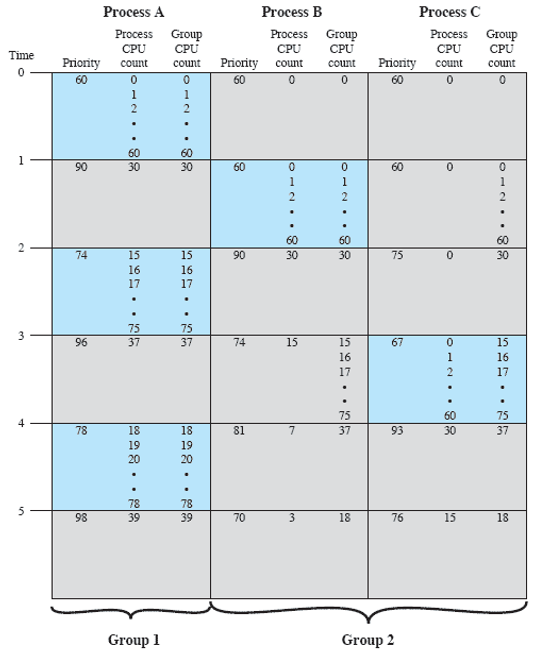 Process A Process B Process C
Process Group Process Group Process Group
CPU CPU CPU CPU CPU CPU
Time Priority count count Priority count count Priority count count
0
60 0 0 60 0 0 60 0 0
1 1
2 2
• •
• •
60 60
1
90 30 30 60 0 0 60 0 0
1 1 1
2 2 2
• • •
• • •
60 60 60
2
74 15 15 90 30 30 75 0 30
16 16
17 17
• •
• •
75 75
3
96 37 37 74 15 15 67 0 15
16 1 16
17 2 17
• • •
• • •
75 60 75
4
78 18 18 81 7 37 93 30 37
19 19
20 20
• •
• •
78 78
5
98 39 39 70 3 18 76 15 18
Group 1 Group 2